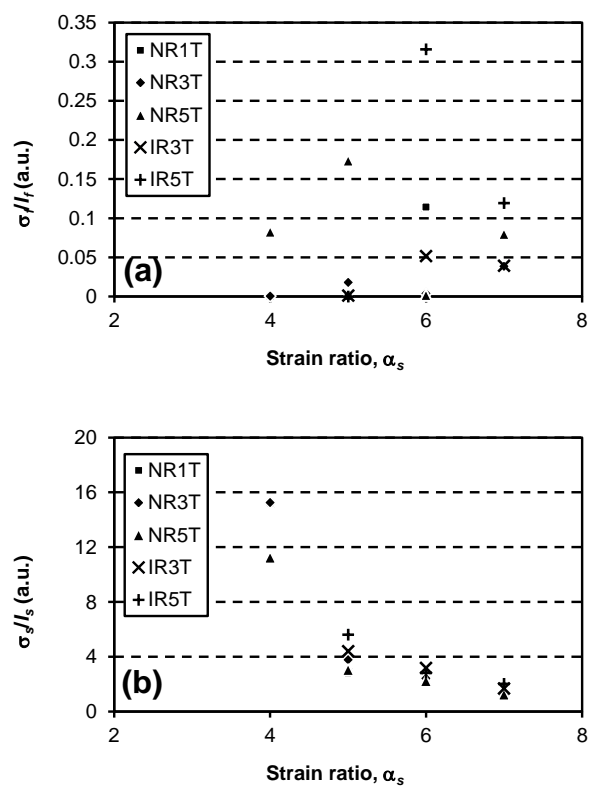 0.35
0.3
0.25
0.2
0.15
0.1
0.05
0
σf/If (a.u.)
NR1T
NR3T
NR5T
IR3T
IR5T
(a)
2 4 6 8
Strain ratio, αs
20
16
12
8
4
0
σs/Is (a.u.)
NR1T
NR3T
NR5T
IR3T
IR5T
(b)
2 4 6 8
Strain ratio, αs